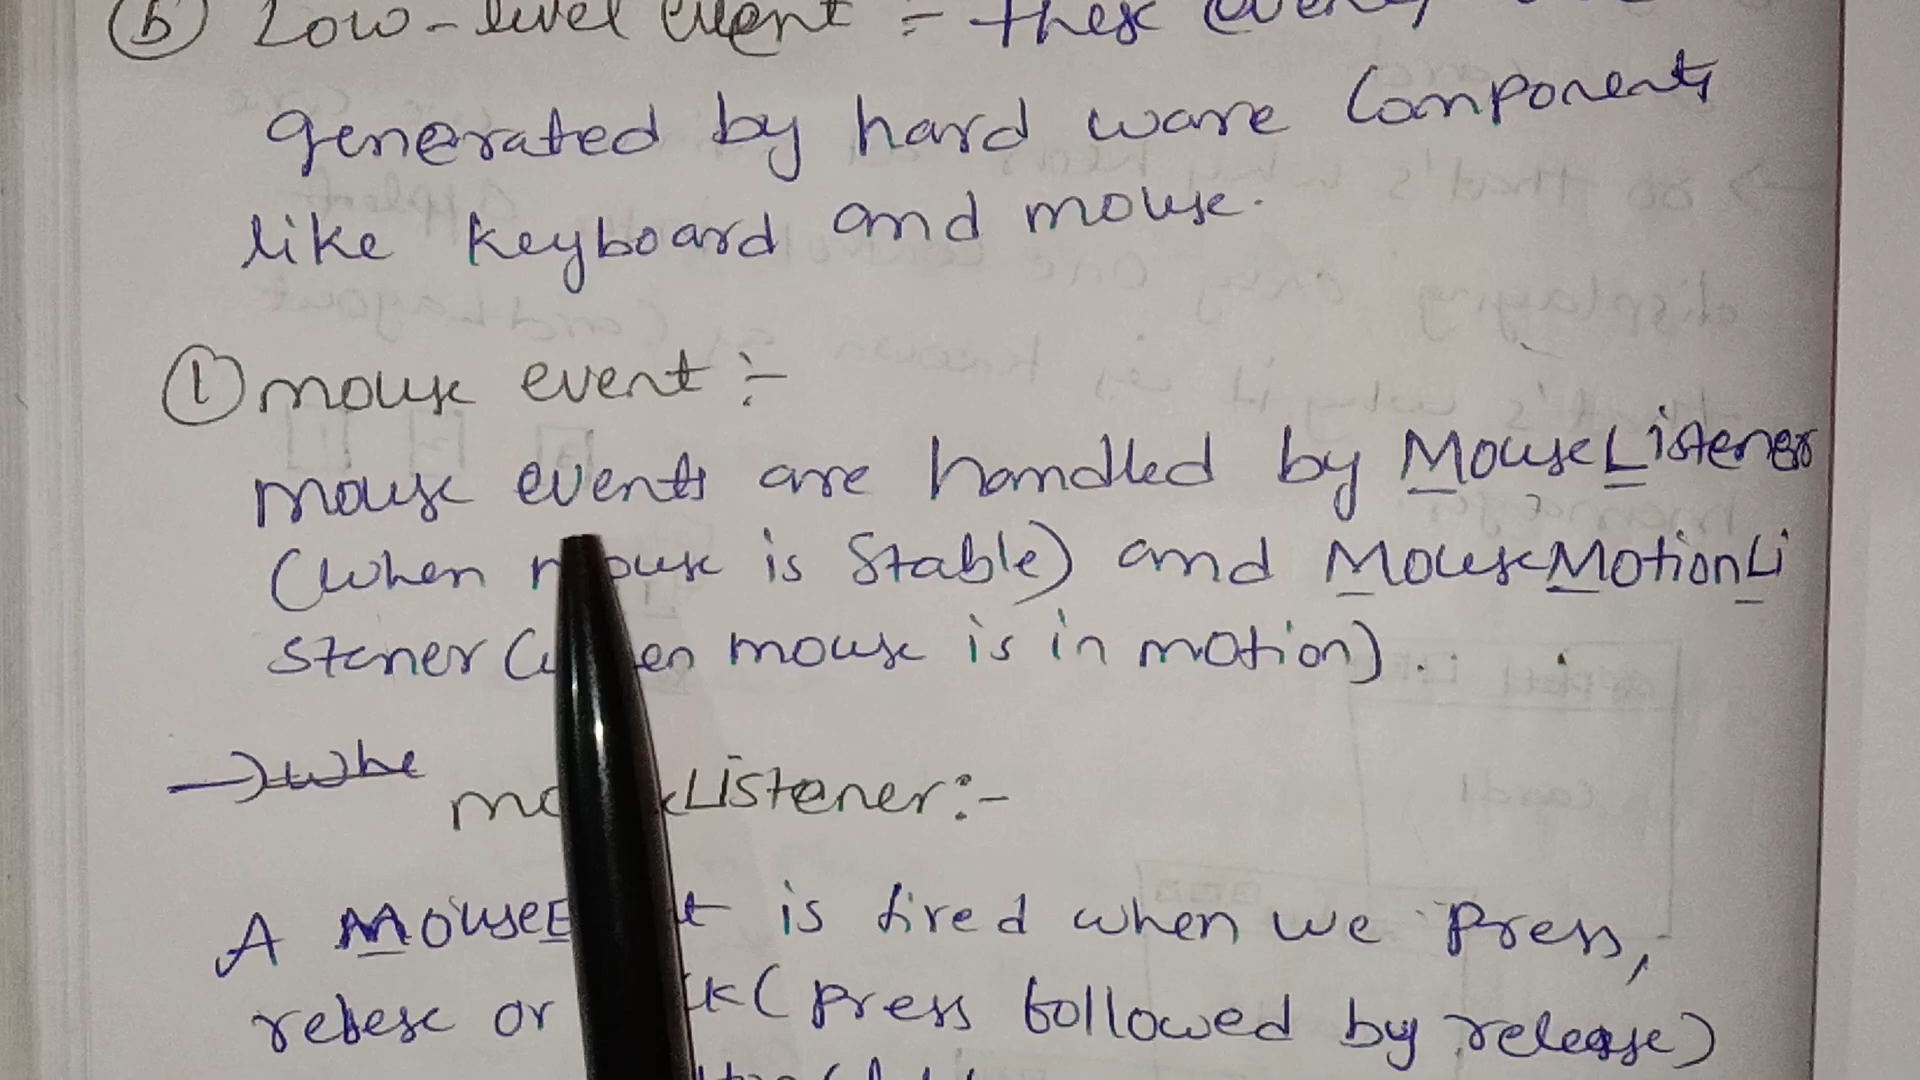 (b) Low-level event :- these
generated by hard ware Components
like keyboard and mouse.
(1) mouse event :-
mouse events are handled by MouseListener
(when mouse is Stable) and MouseMotionLi
stener ( mouse is in motion).
→ whe
Listener:-
A is fired when we Press,
relese or (press followed by release)